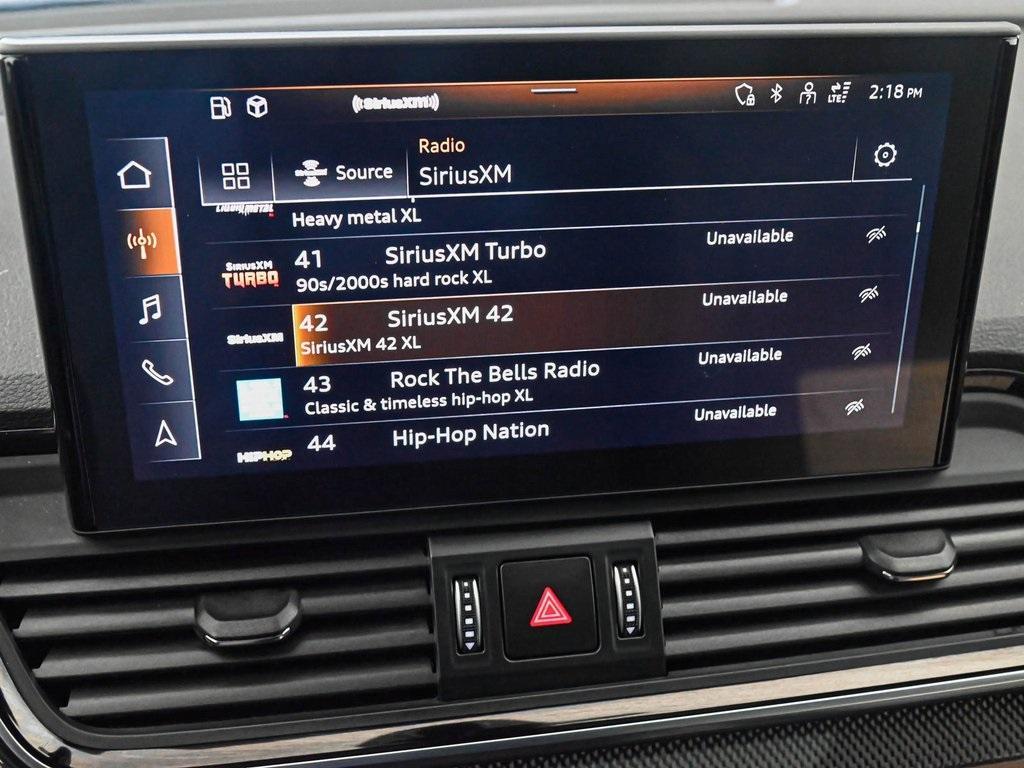 SiriusXM
LTE
2:18 PM
Radio
Source
SiriusXM
Heavy metal XL
41 SiriusXM Turbo Unavailable
SiriusXM
TURBO
90s/2000s hard rock XL
42 SiriusXM 42 Unavailable
SiriusXM
SiriusXM 42 XL
43 Rock The Bells Radio Unavailable
Classic & timeless hip-hop XL
44 Hip-Hop Nation Unavailable
HIPHOP